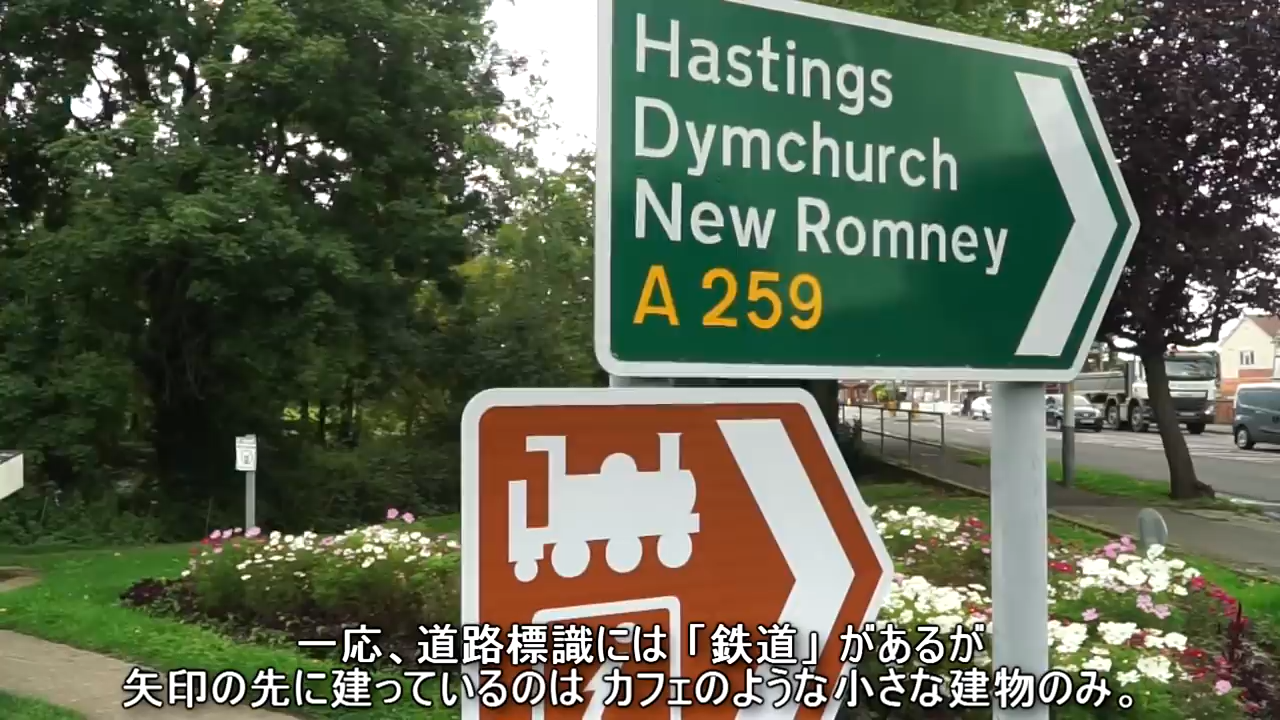 Hastings
Dymchurch
New Romney
A 259
一応、道路標識には「鉄道」があるが
矢印の先に建っているのは カフェのような小さな建物のみ。